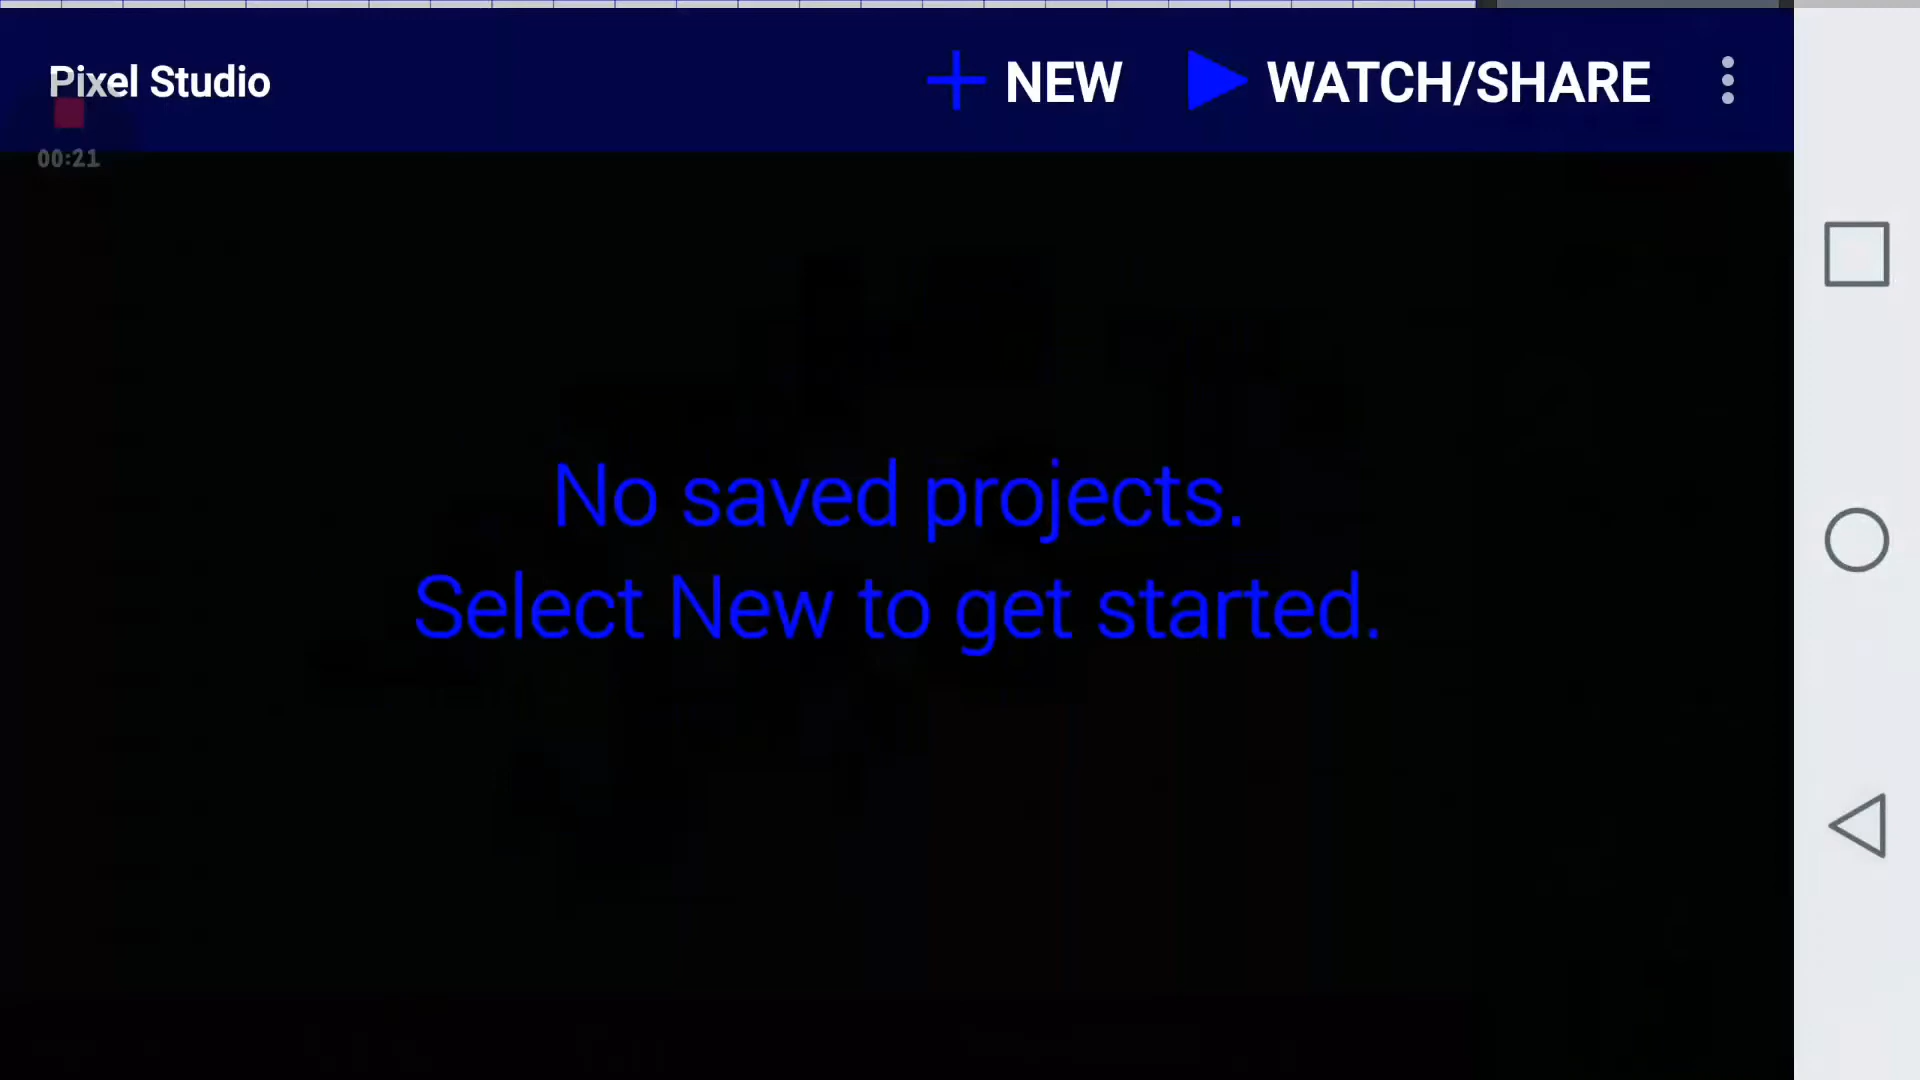 Pixel Studio
NEW
WATCH/SHARE
00:21
No saved projects.
Select New to get started.